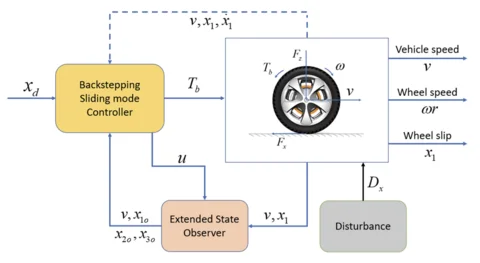 v, x₁, ẋ₁
x_d
Backstepping
Sliding mode
Controller
T_b
F_z
T_b
ω
v
F_x
Vehicle speed
v
Wheel speed
ωr
Wheel slip
x₁
u
D_x
v, x₁ₒ
x₂ₒ, x₃ₒ
Extended State
Observer
v, x₁
Disturbance